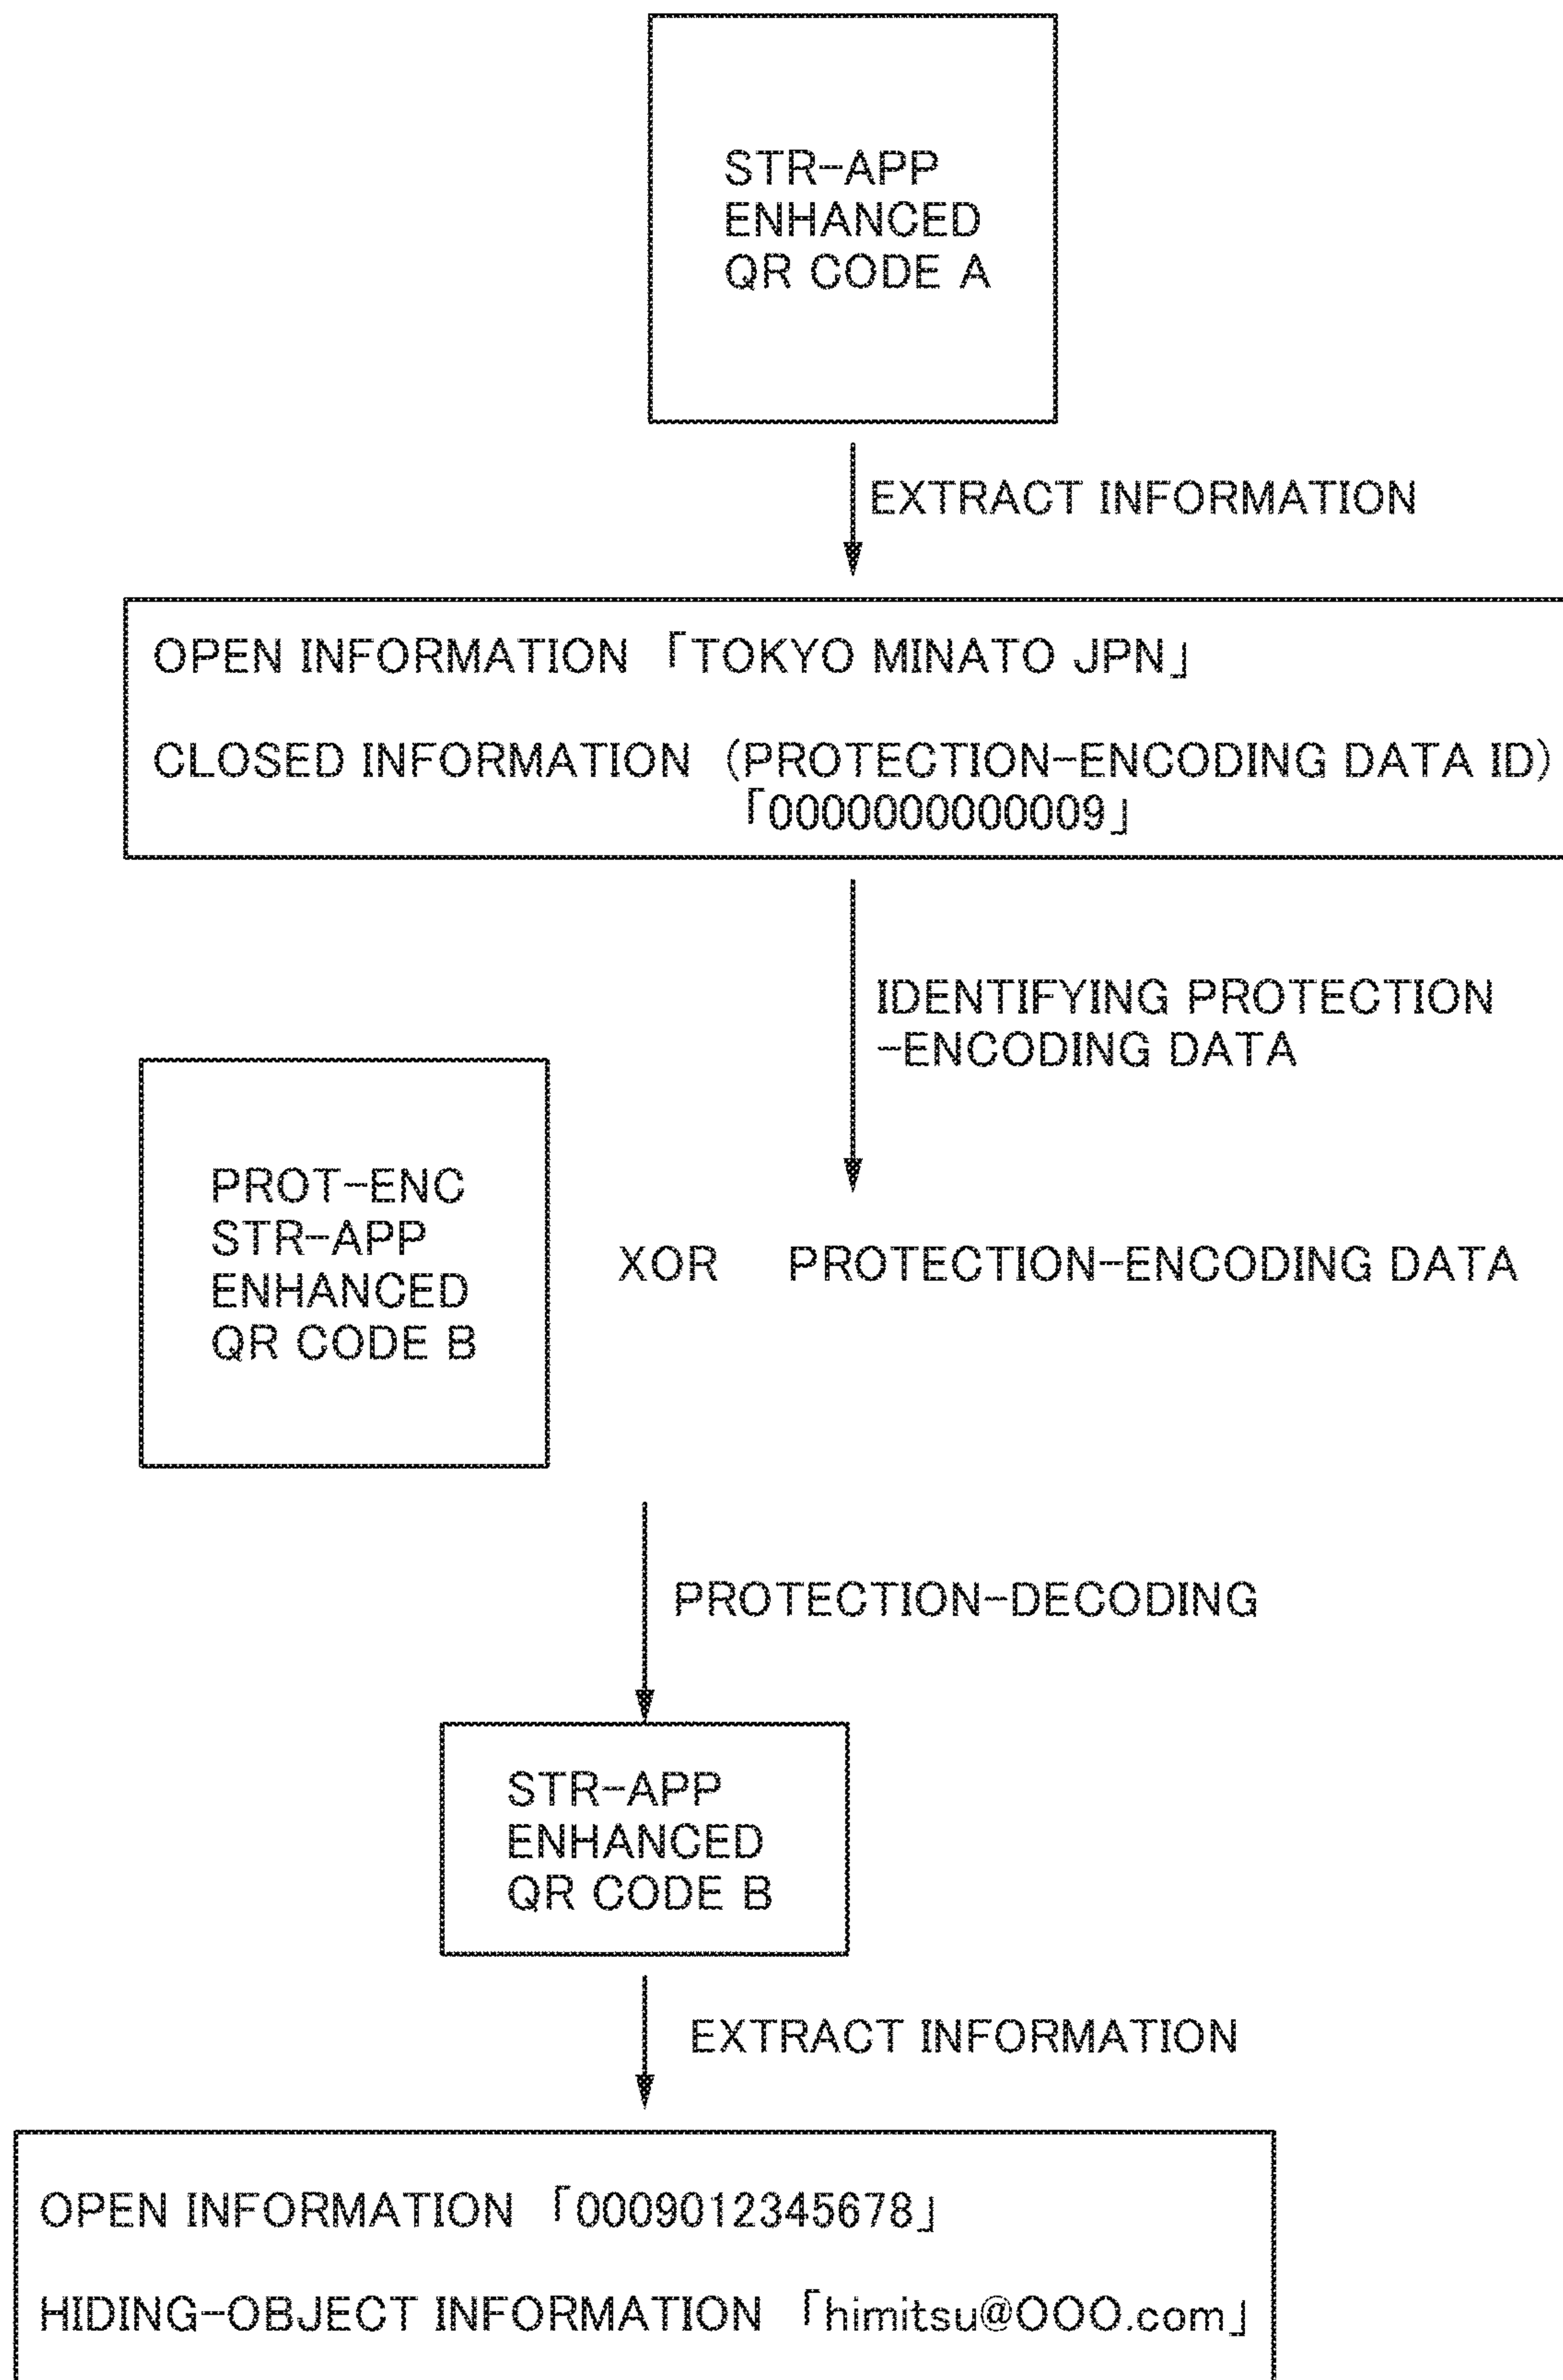 STR-APP
ENHANCED
QR CODE A
EXTRACT INFORMATION
OPEN INFORMATION 「TOKYO MINATO JPN」
CLOSED INFORMATION (PROTECTION-ENCODING DATA ID)
「0000000000009」
IDENTIFYING PROTECTION
-ENCODING DATA
PROT-ENC
STR-APP
ENHANCED
QR CODE B
XOR PROTECTION-ENCODING DATA
PROTECTION-DECODING
STR-APP
ENHANCED
QR CODE B
EXTRACT INFORMATION
OPEN INFORMATION 「0009012345678」
HIDING-OBJECT INFORMATION 「himitsu@OOO.com」